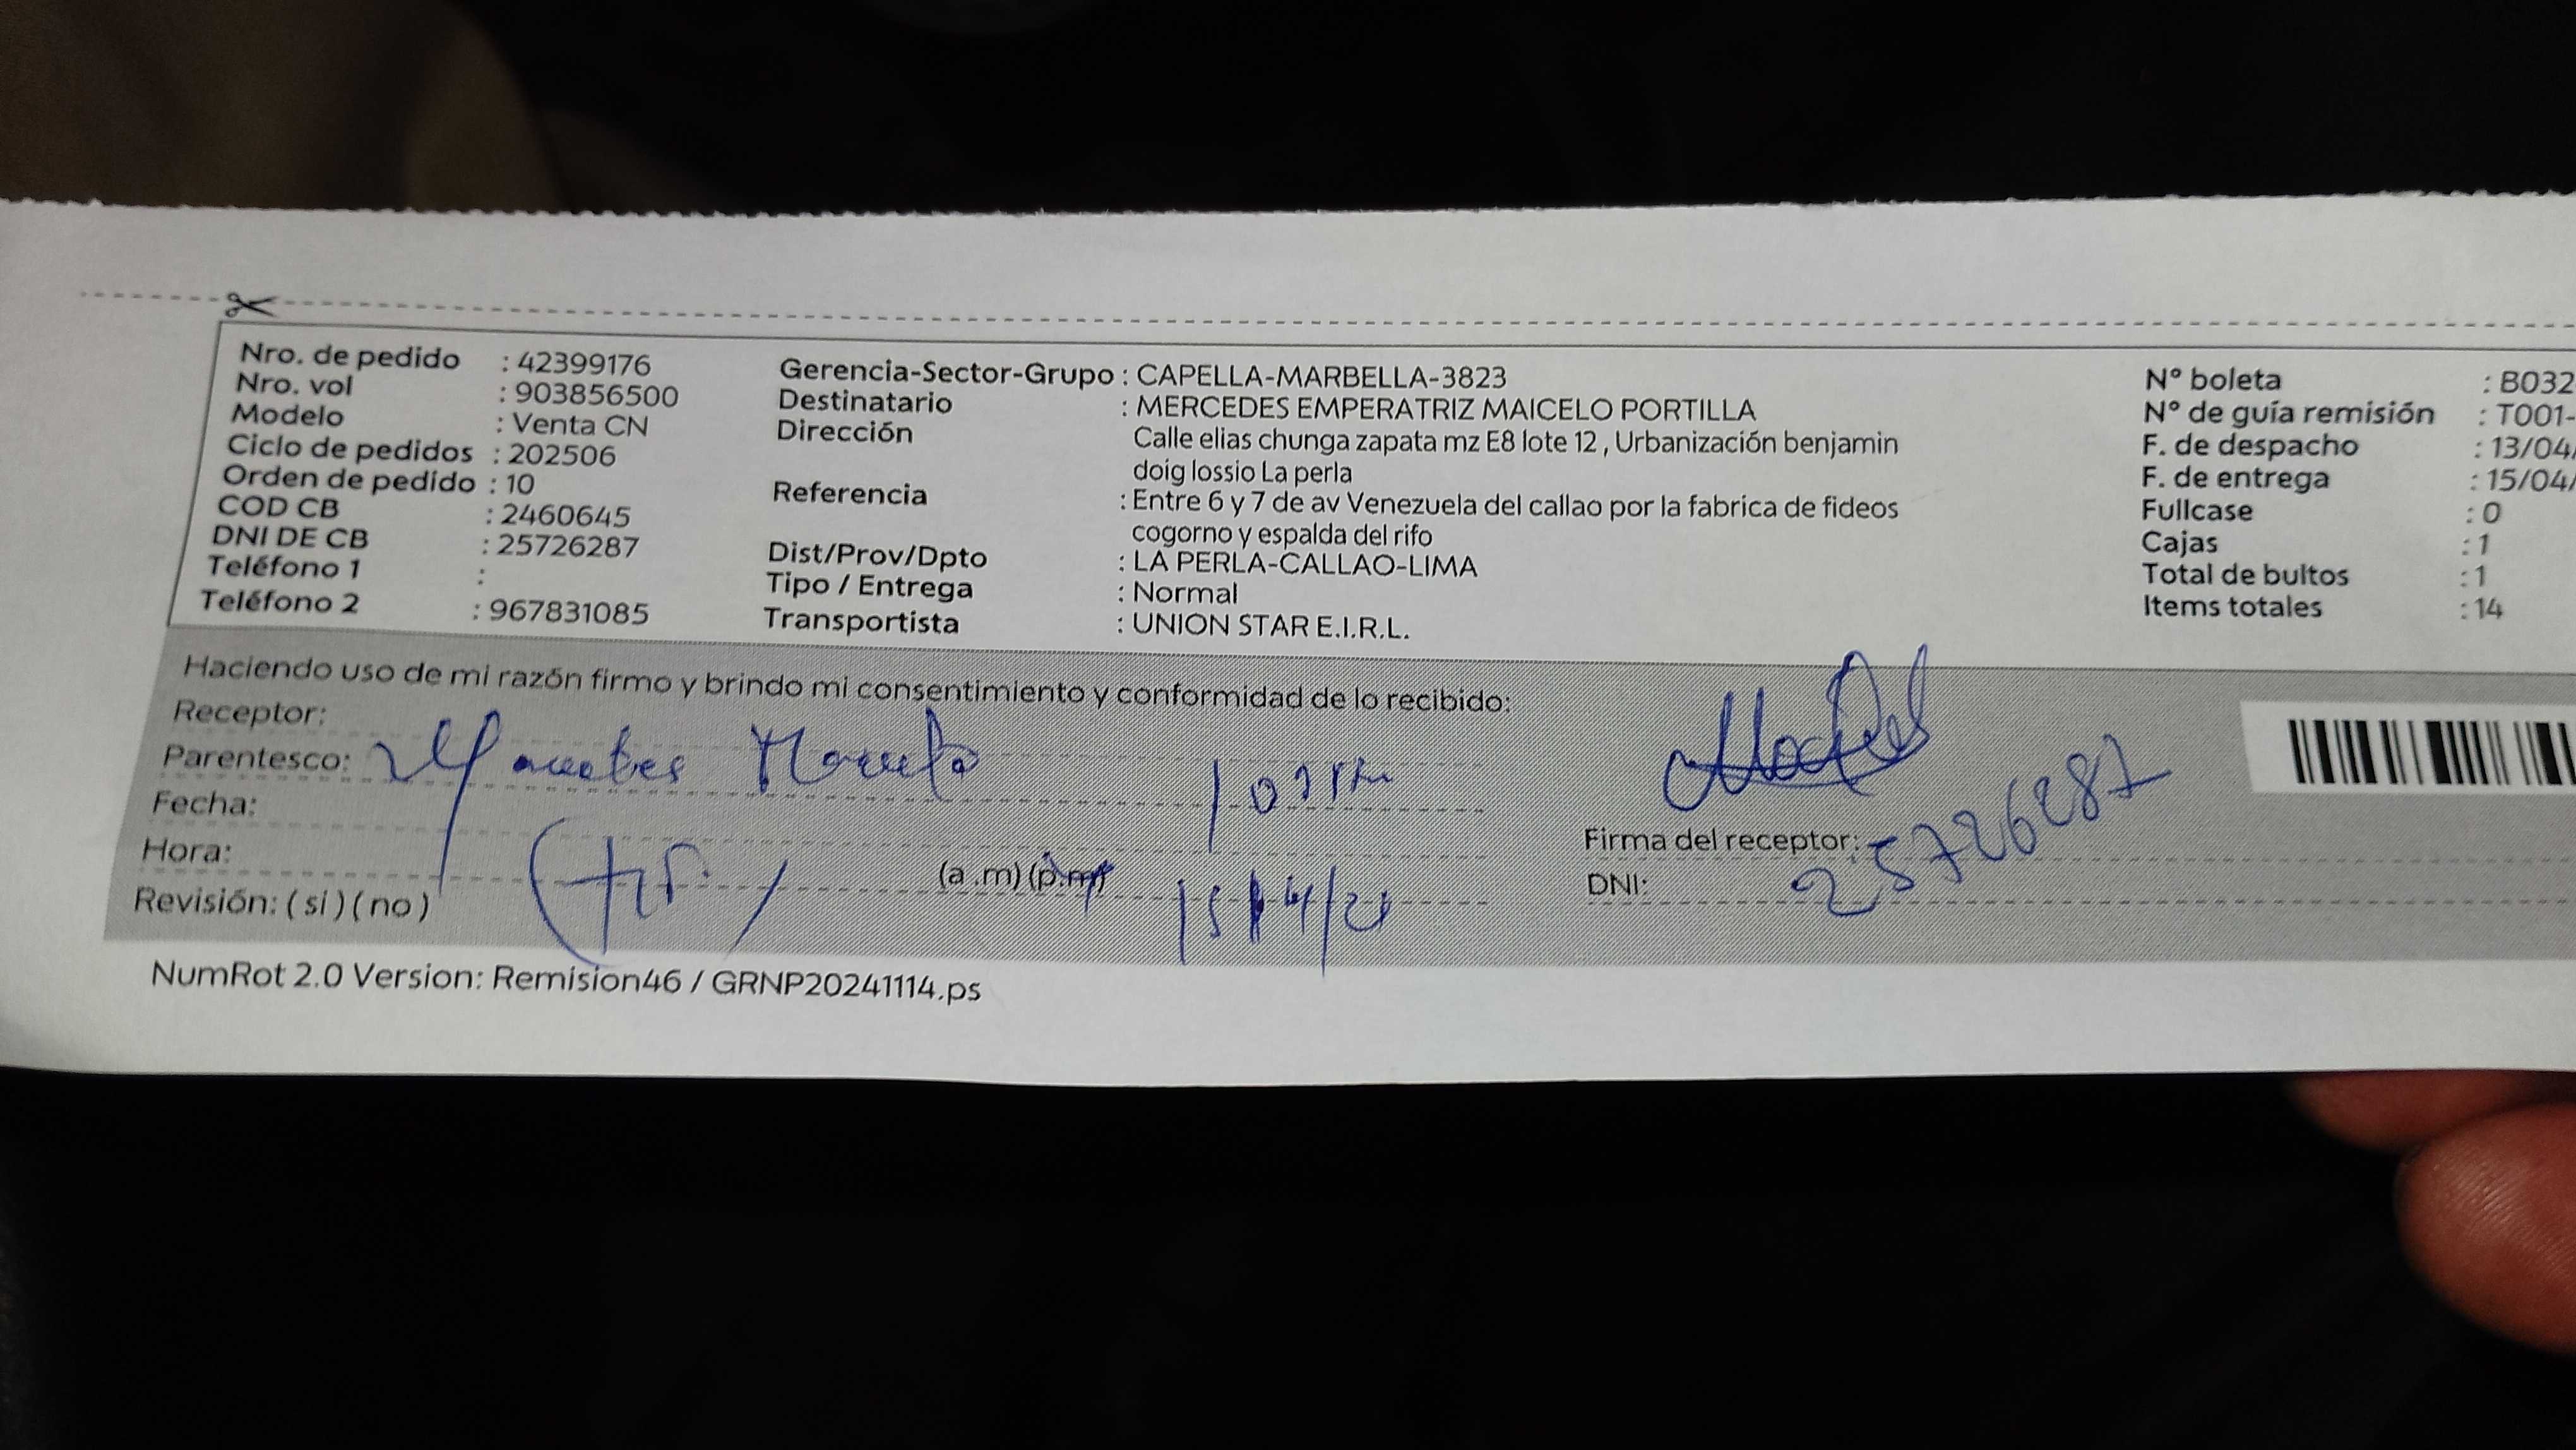 Nro. de pedido : 42399176
Nro. vol : 903856500
Modelo : Venta CN
Ciclo de pedidos : 202506
Orden de pedido : 10
COD CB : 2460645
DNI DE CB : 25726287
Teléfono 1 :
Teléfono 2 : 967831085
Gerencia-Sector-Grupo : CAPELLA-MARBELLA-3823
Destinatario : MERCEDES EMPERATRIZ MAICELO PORTILLA
Dirección Calle elias chunga zapata mz E8 lote 12 , Urbanización benjamin
doig lossio La perla
Referencia : Entre 6 y 7 de av Venezuela del callao por la fabrica de fideos
cogorno y espalda del rifo
Dist/Prov/Dpto : LA PERLA-CALLAO-LIMA
Tipo / Entrega : Normal
Transportista : UNION STAR E.I.R.L.
N° boleta : B032
N° de guía remisión : T001-
F. de despacho : 13/04/
F. de entrega : 15/04/
Fullcase : 0
Cajas : 1
Total de bultos : 1
Items totales : 14
Haciendo uso de mi razón firmo y brindo mi consentimiento y conformidad de lo recibido:
Receptor:
Parentesco:
Fecha:
Hora: (a .m) (p.m)
Revisión: ( si ) ( no )
Firma del receptor:
DNI: 25726287
NumRot 2.0 Version: Remision46 / GRNP20241114.ps